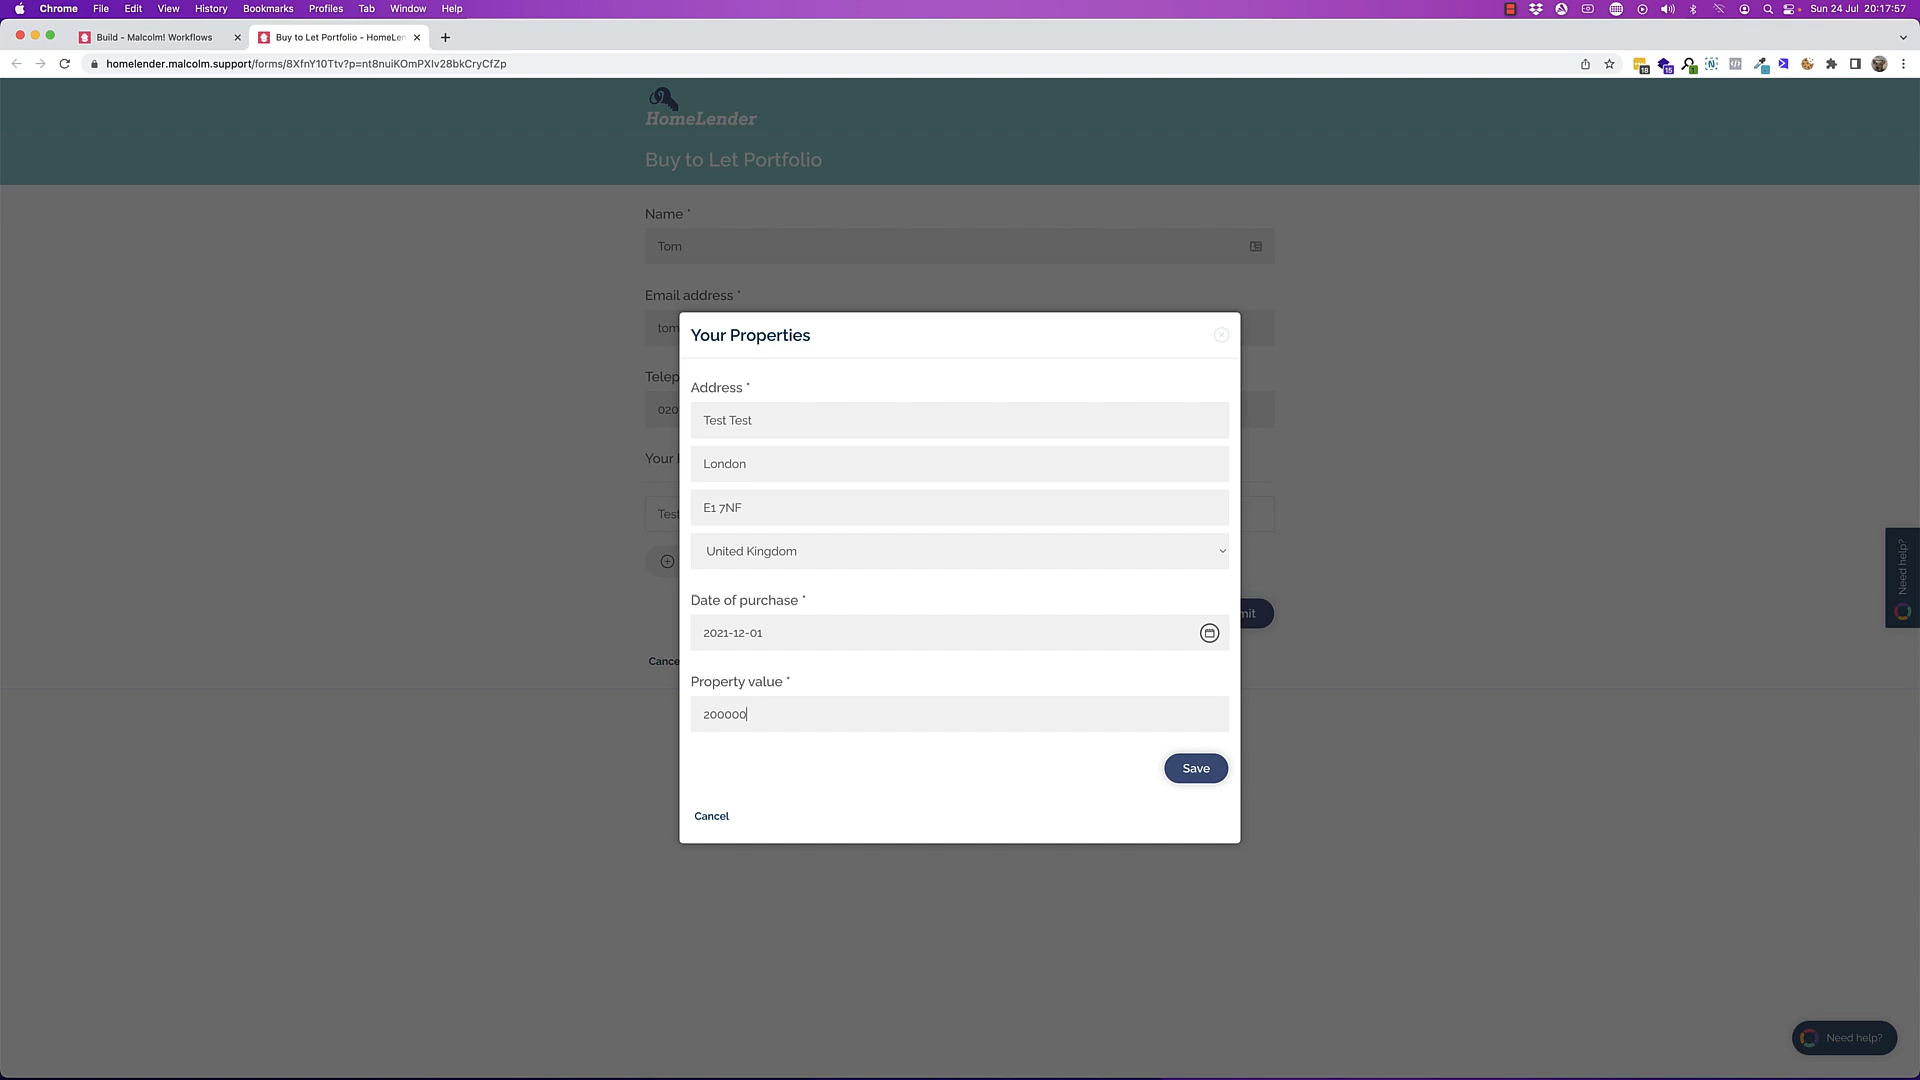 Chrome File Edit View History Bookmarks Profiles Tab Window Help Sun 24 Jul 20:17:57
Build - Malcolm! Workflows Buy to Let Portfolio - HomeLen
homelender.malcolm.support/forms/8XfnY10Ttv?p=nt8nuiKOmPXIv28bkCryCfZp
HomeLender
Buy to Let Portfolio
Name *
Tom
Email address *
tom
Your Properties
Telep
Address *
020
Test Test
Your
London
Test
E1 7NF
United Kingdom
Need help?
Date of purchase *
mit
2021-12-01
Cance
Property value *
200000
Save
Cancel
Need help?